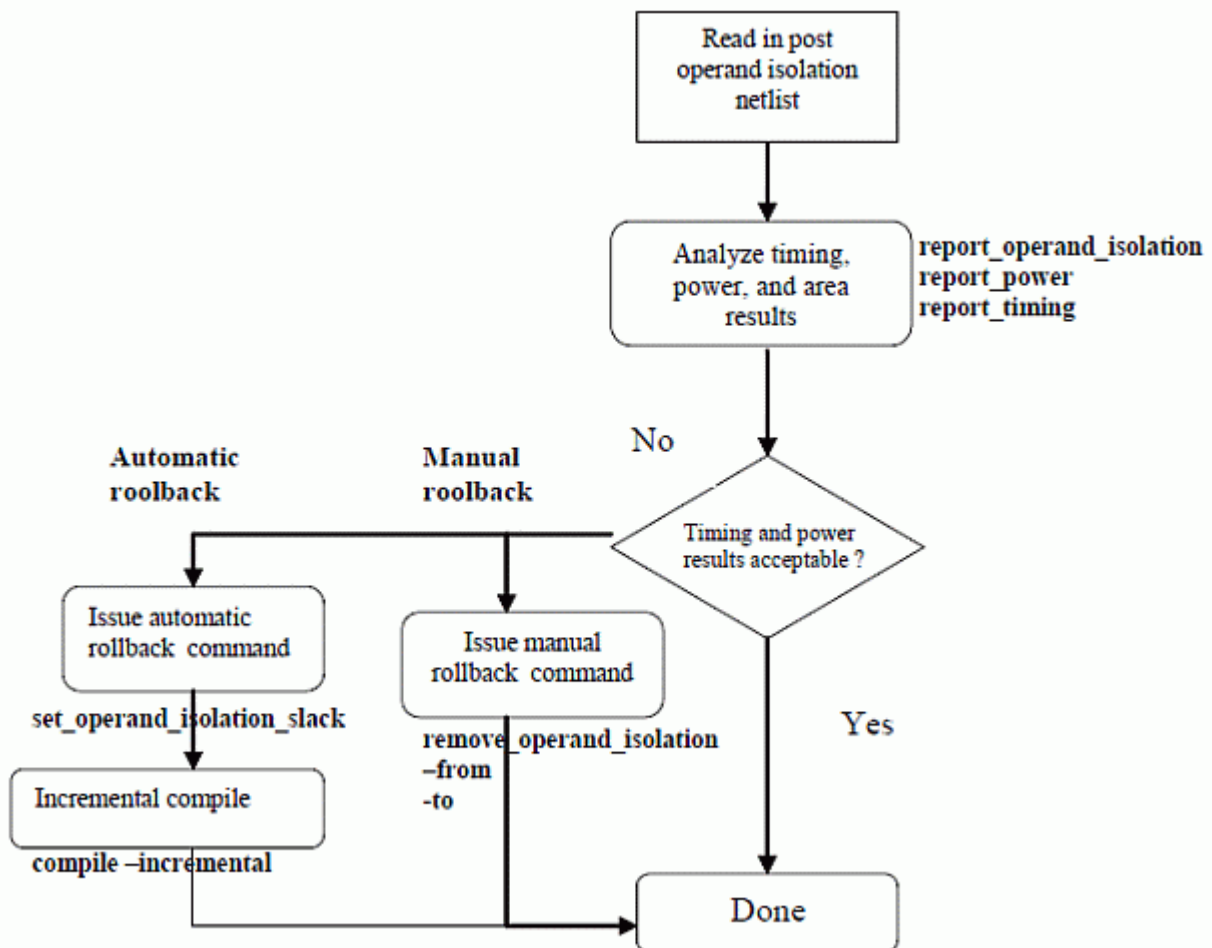 Read in post
operand isolation
netlist
Analyze timing,
power, and area
results
report_operand_isolation
report_power
report_timing
No
Automatic
roolback
Manual
roolback
Timing and power
results acceptable ?
Issue automatic
rollback command
Issue manual
rollback command
set_operand_isolation_slack
remove_operand_isolation
–from
-to
Yes
Incremental compile
compile –incremental
Done